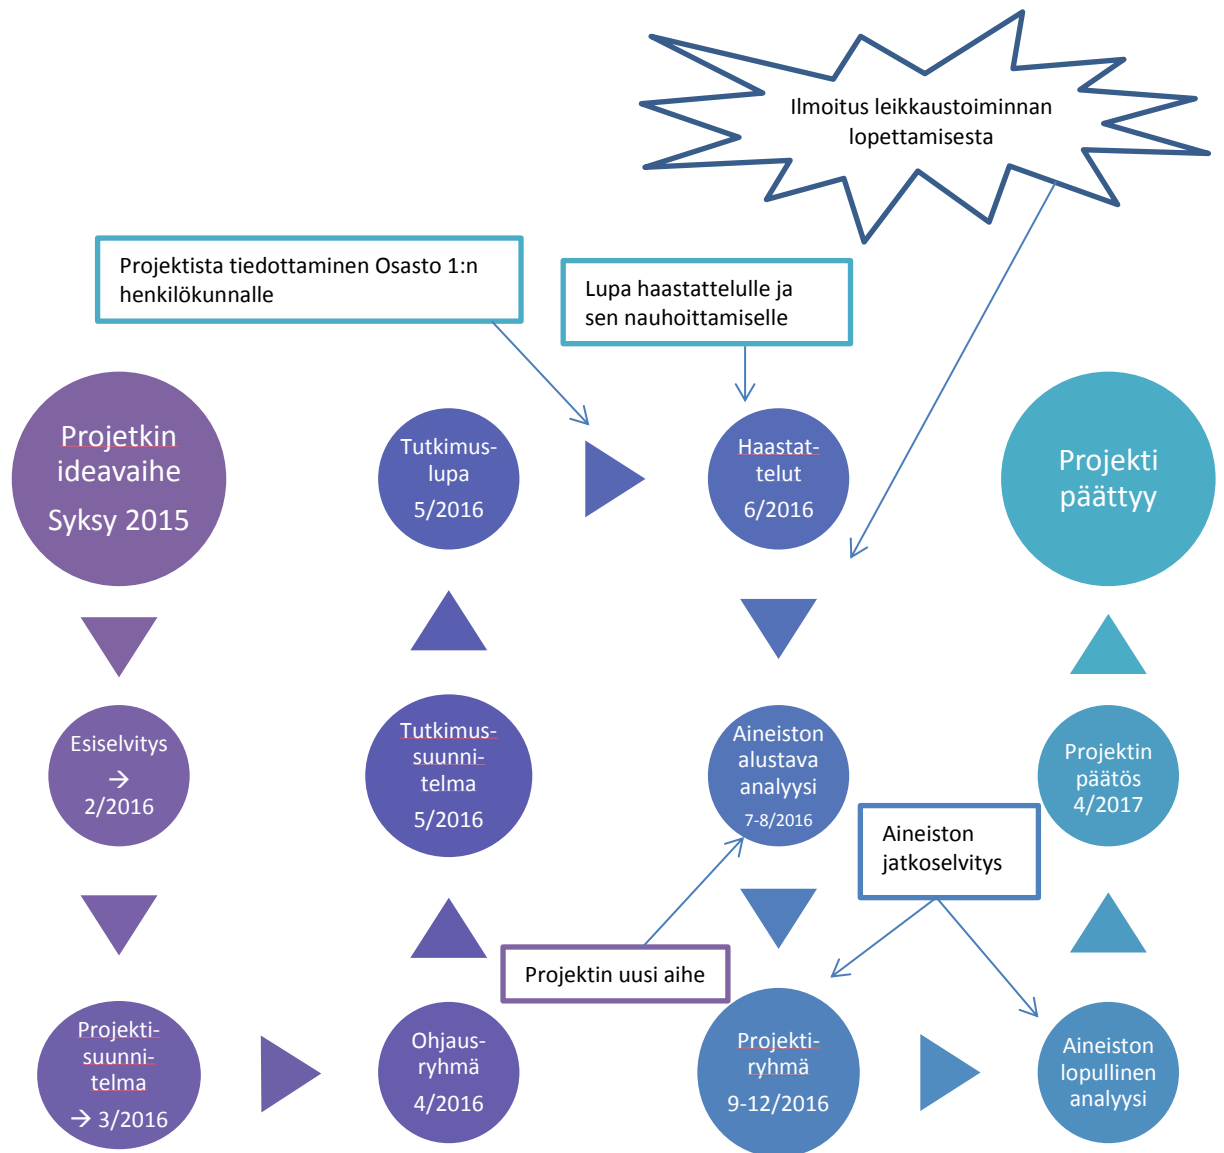 Ilmoitus leikkaustoiminnan
lopettamisesta
Projektista tiedottaminen Osasto 1:n
henkilökunnalle
Lupa haastattelulle ja
sen nauhoittamiselle
Projetkin
ideavaihe
Syksy 2015
Esiselvitys
→
2/2016
Projekti-
suunni-
telma
→ 3/2016
Ohjaus-
ryhmä
4/2016
Tutkimus-
suunni-
telma
5/2016
Tutkimus-
lupa
5/2016
Haastat-
telut
6/2016
Aineiston
alustava
analyysi
7-8/2016
Projektin uusi aihe
Projekti-
ryhmä
9-12/2016
Aineiston
jatkoselvitys
Aineiston
lopullinen
analyysi
Projektin
päätös
4/2017
Projekti
päättyy